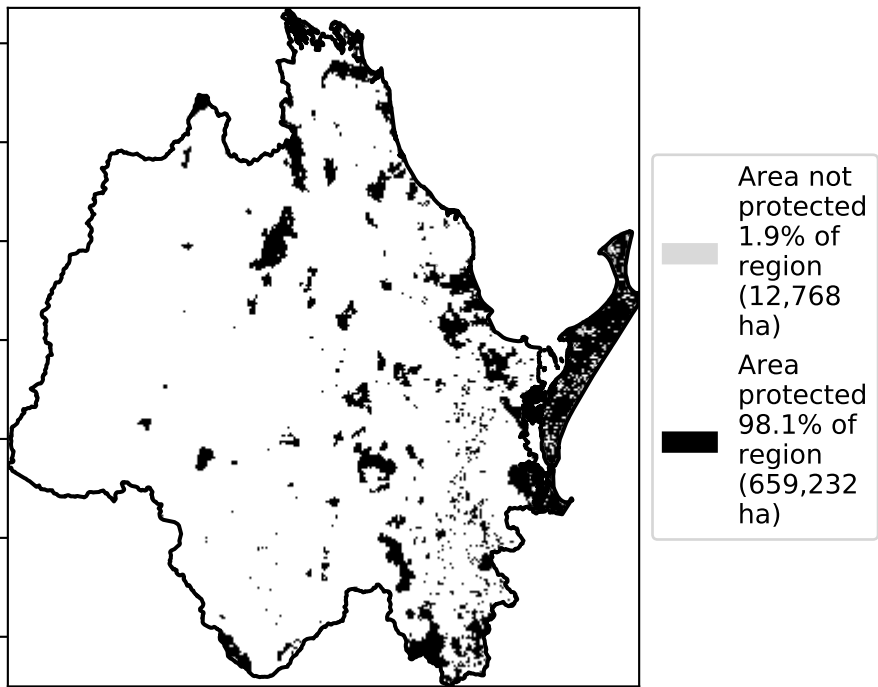 Area not
protected
1.9% of
region
(12,768
ha)
Area
protected
98.1% of
region
(659,232
ha)